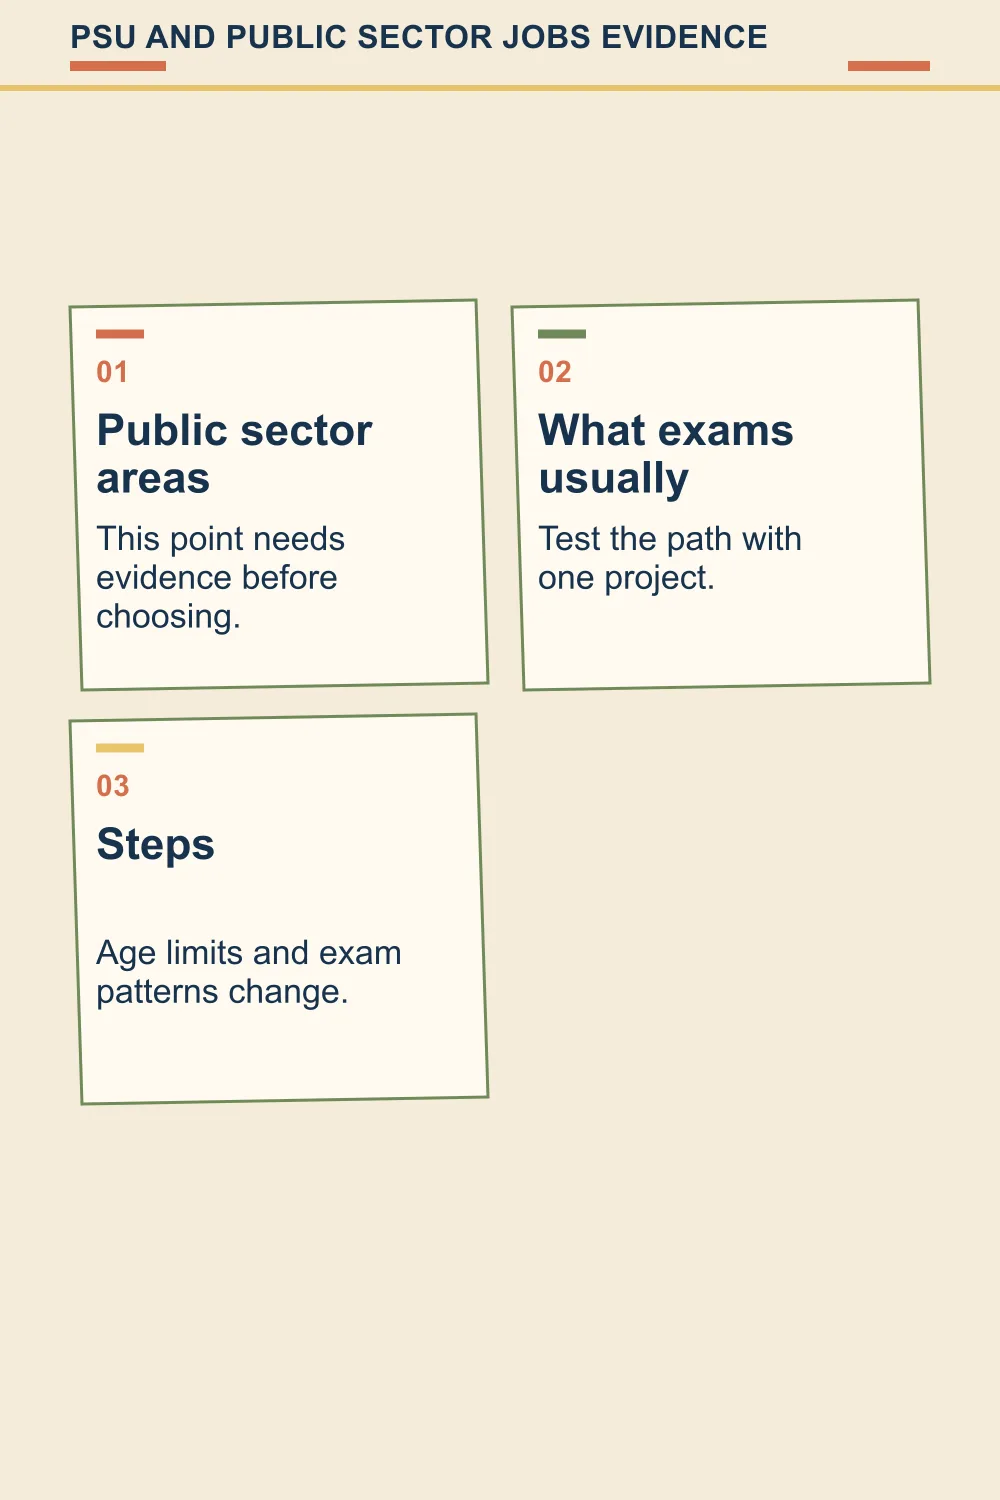 PSU AND PUBLIC SECTOR JOBS EVIDENCE
01
Public sector
areas
This point needs
evidence before
choosing.
02
What exams
usually
Test the path with
one project.
03
Steps
Age limits and exam
patterns change.